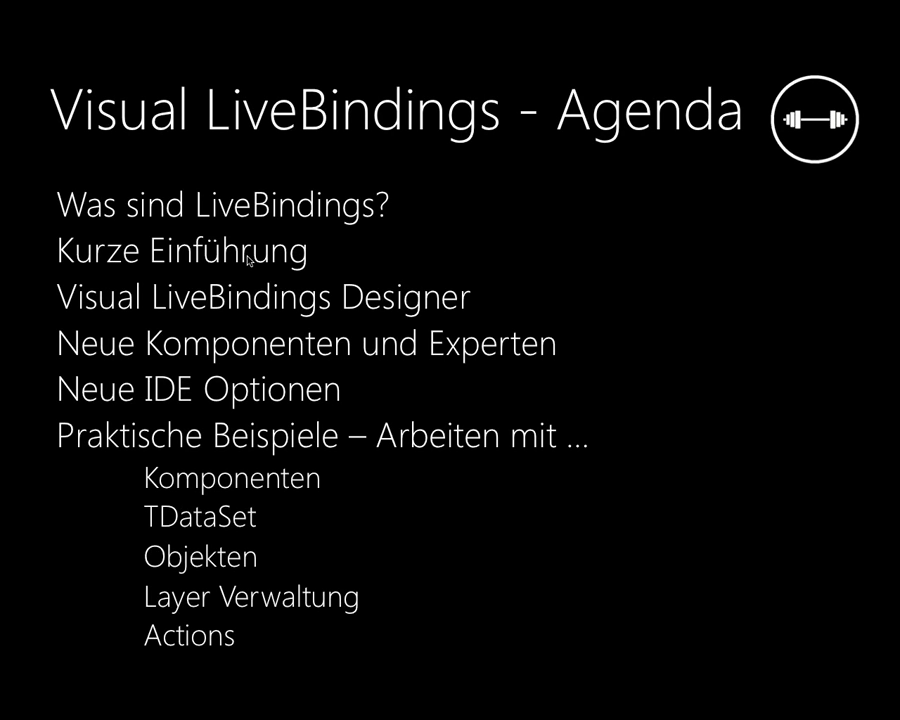 Visual LiveBindings - Agenda
Was sind LiveBindings?
Kurze Einführung
Visual LiveBindings Designer
Neue Komponenten und Experten
Neue IDE Optionen
Praktische Beispiele – Arbeiten mit ...
Komponenten
TDataSet
Objekten
Layer Verwaltung
Actions